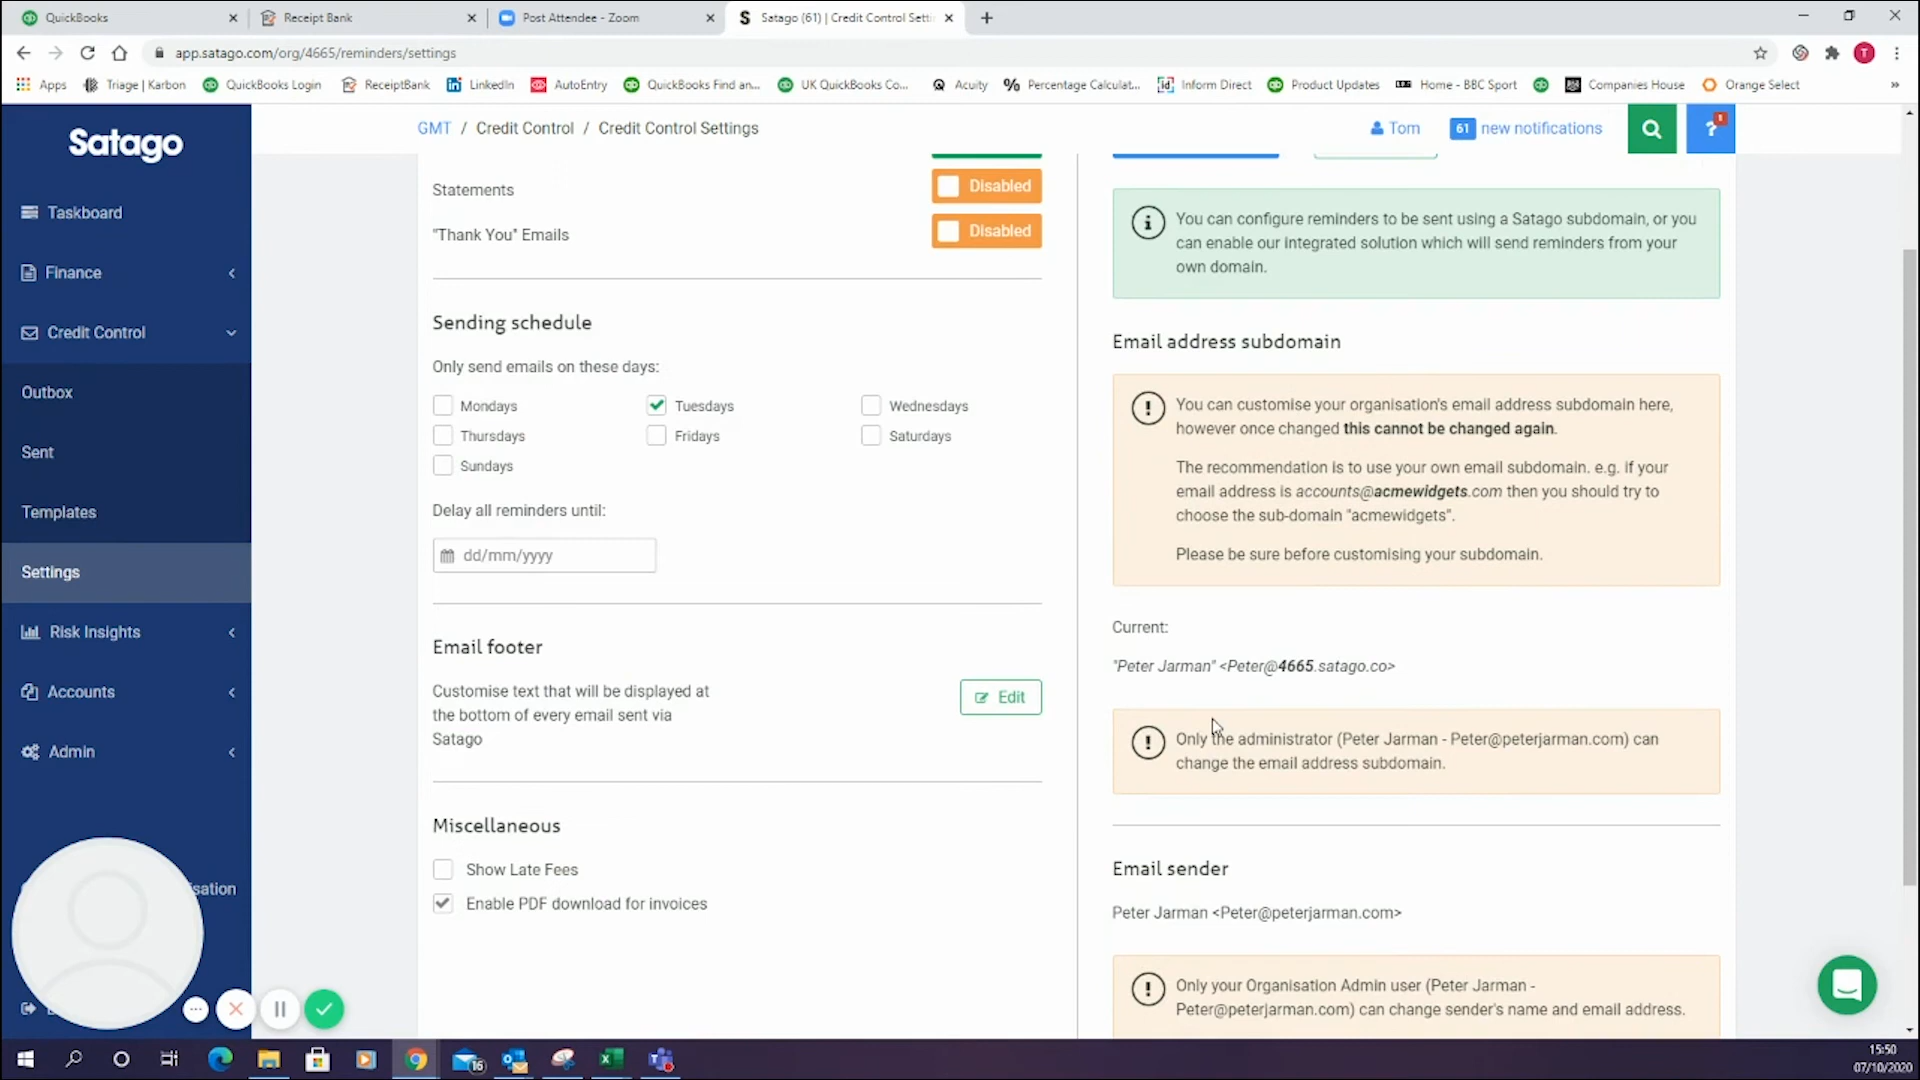 QuickBooks
Receipt Bank
Post Attendee - Zoom
Satago (61) | Credit Control Setti
app.satago.com/org/4665/reminders/settings
Apps
Triage | Karbon
QuickBooks Login
ReceiptBank
LinkedIn
AutoEntry
QuickBooks Find an...
UK QuickBooks Co...
Acuity
Percentage Calculat...
Inform Direct
Product Updates
Home - BBC Sport
Companies House
Orange Select
Satago
GMT / Credit Control / Credit Control Settings
Tom
61 new notifications
Taskboard
Finance
Credit Control
Outbox
Sent
Templates
Settings
Risk Insights
Accounts
Admin
sation
Statements
Disabled
"Thank You" Emails
Disabled
Sending schedule
Only send emails on these days:
Mondays
Tuesdays
Wednesdays
Thursdays
Fridays
Saturdays
Sundays
Delay all reminders until:
dd/mm/yyyy
Email footer
Customise text that will be displayed at
the bottom of every email sent via
Satago
Edit
Miscellaneous
Show Late Fees
Enable PDF download for invoices
You can configure reminders to be sent using a Satago subdomain, or you
can enable our integrated solution which will send reminders from your
own domain.
Email address subdomain
You can customise your organisation's email address subdomain here,
however once changed this cannot be changed again.
The recommendation is to use your own email subdomain. e.g. if your
email address is accounts@acmewidgets.com then you should try to
choose the sub-domain "acmewidgets".
Please be sure before customising your subdomain.
Current:
"Peter Jarman" <Peter@4665.satago.co>
Only the administrator (Peter Jarman - Peter@peterjarman.com) can
change the email address subdomain.
Email sender
Peter Jarman <Peter@peterjarman.com>
Only your Organisation Admin user (Peter Jarman -
Peter@peterjarman.com) can change sender's name and email address.
16
15:50
07/10/2020